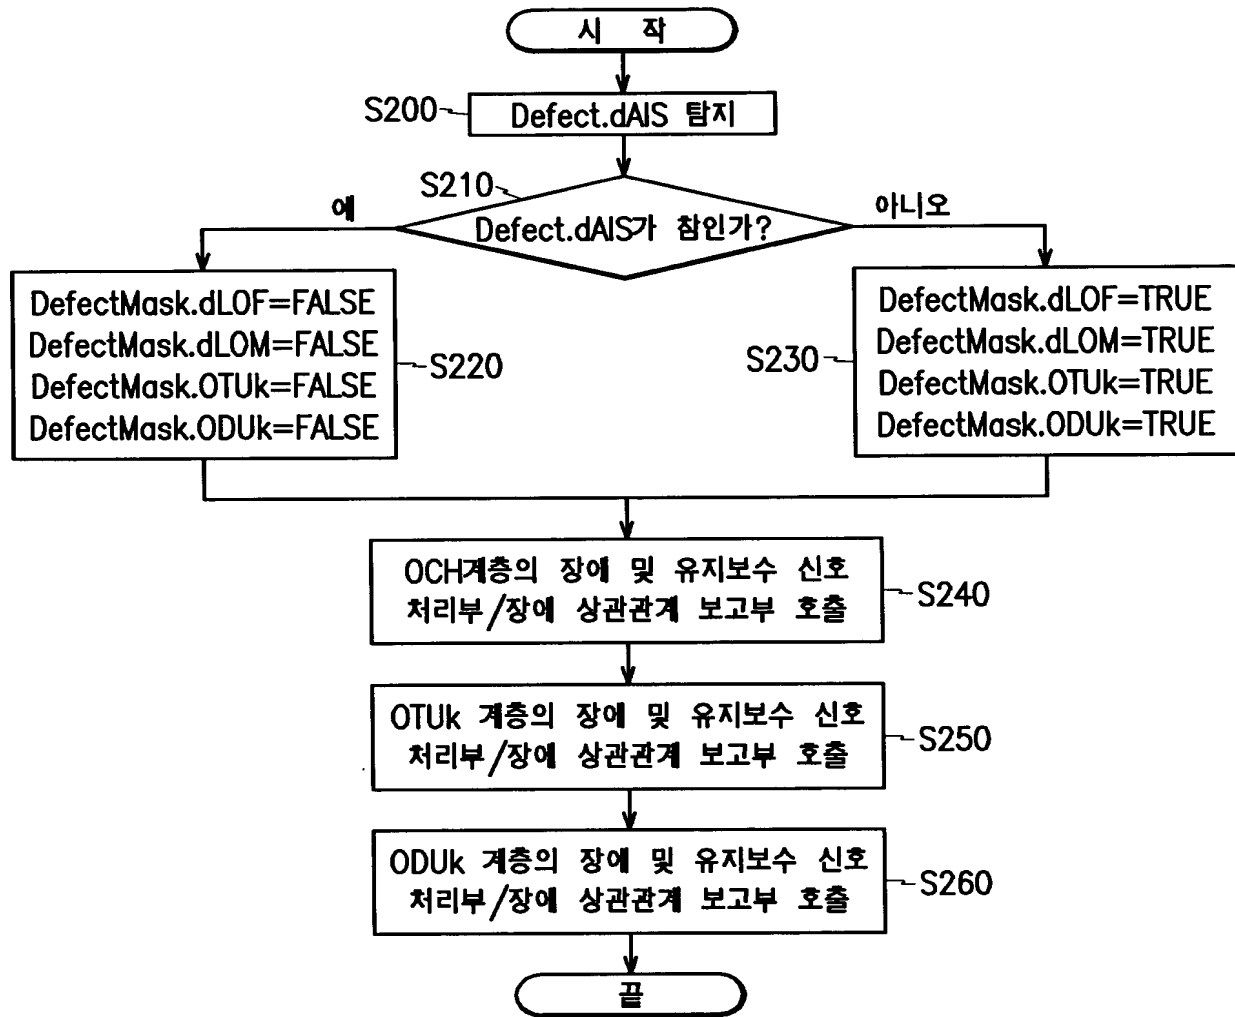 시 작
S200
Defect.dAIS 탐지
S210
예
아니오
Defect.dAIS가 참인가?
DefectMask.dLOF=FALSE
DefectMask.dLOM=FALSE
DefectMask.OTUk=FALSE
DefectMask.ODUk=FALSE
S220
S230
DefectMask.dLOF=TRUE
DefectMask.dLOM=TRUE
DefectMask.OTUk=TRUE
DefectMask.ODUk=TRUE
OCH계층의 장애 및 유지보수 신호
처리부/장애 상관관계 보고부 호출
S240
OTUk 계층의 장애 및 유지보수 신호
처리부/장애 상관관계 보고부 호출
S250
ODUk 계층의 장애 및 유지보수 신호
처리부/장애 상관관계 보고부 호출
S260
끝